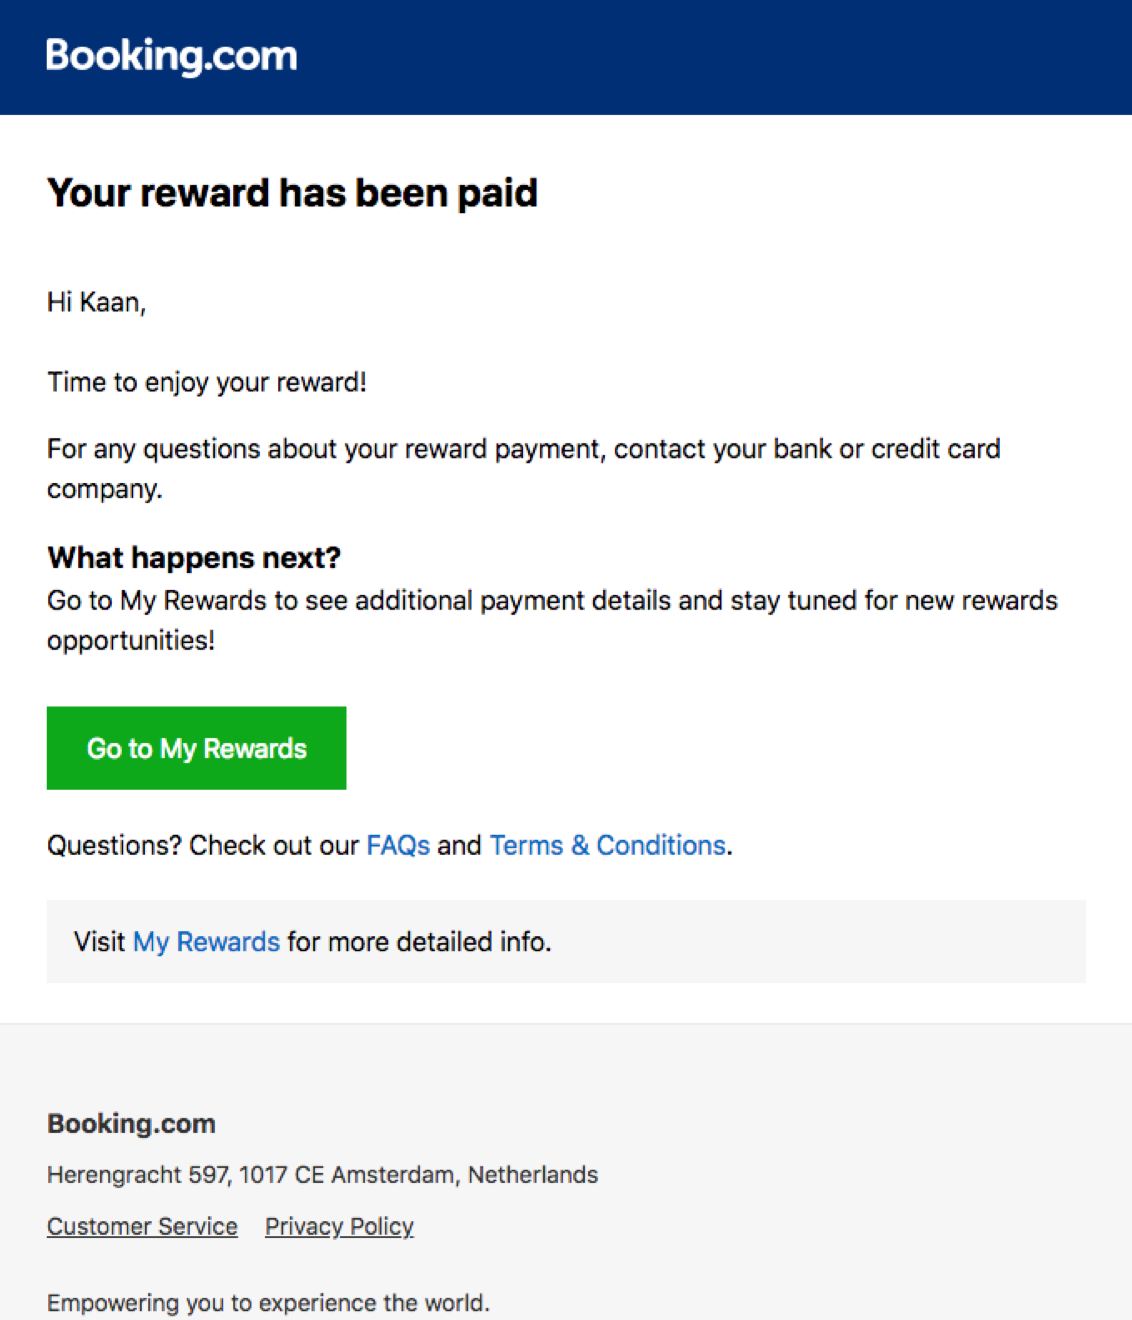 Booking.com
Your reward has been paid
Hi Kaan,
Time to enjoy your reward!
For any questions about your reward payment, contact your bank or credit card
company.
What happens next?
Go to My Rewards to see additional payment details and stay tuned for new rewards
opportunities!
Go to My Rewards
Questions? Check out our FAQs and Terms & Conditions.
Visit My Rewards for more detailed info.
Booking.com
Herengracht 597, 1017 CE Amsterdam, Netherlands
Customer Service Privacy Policy
Empowering you to experience the world.